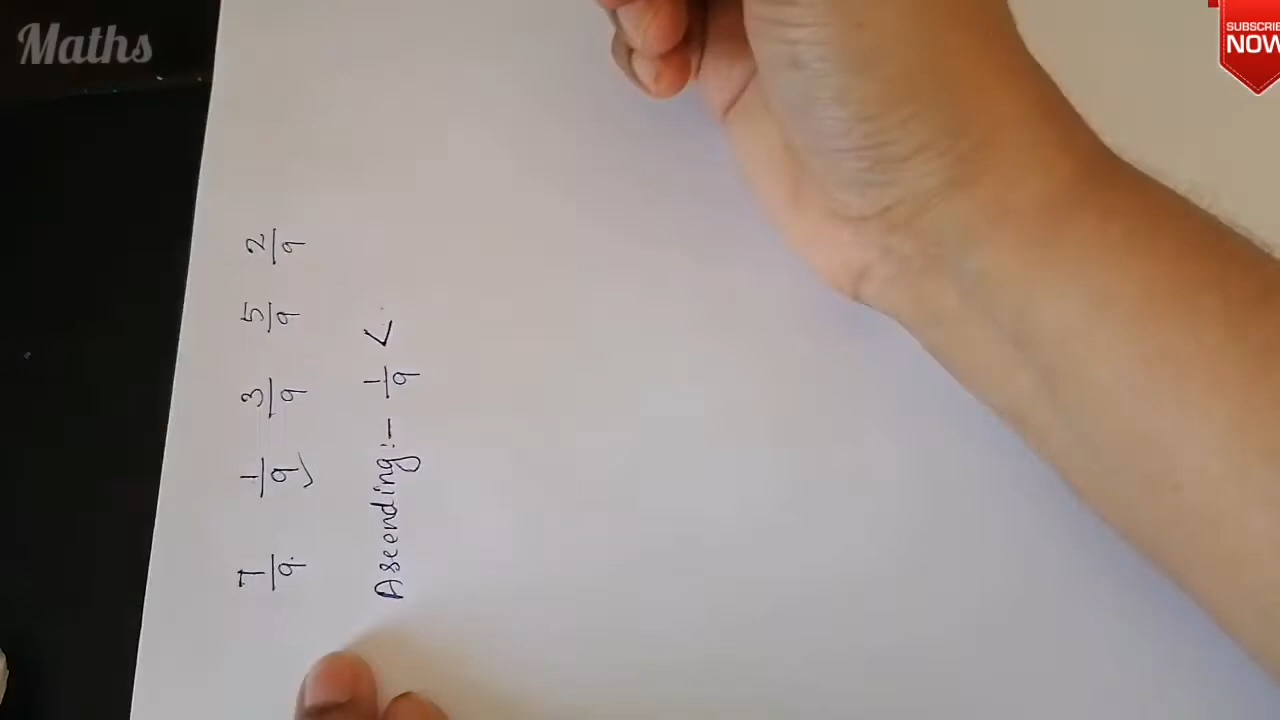 Maths
SUBSCRIBE
NOW
7/9 1/9 3/9 5/9 2/9
Ascending:- 1/9 <